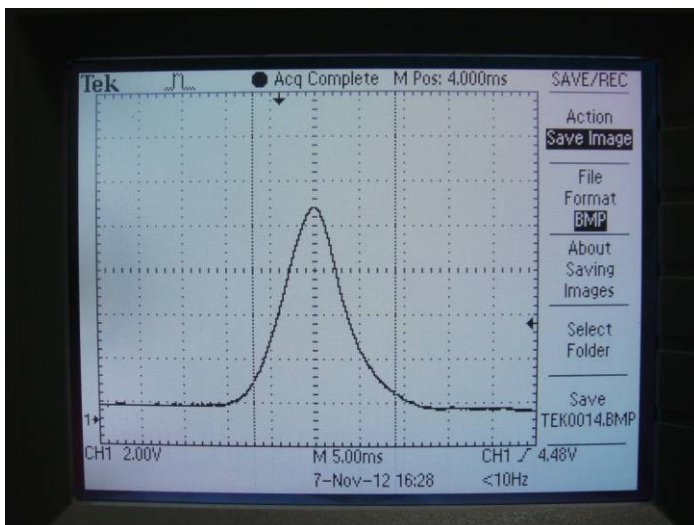 Tek Acq Complete M Pos: 4.000ms SAVE/REC
Action
Save Image
File
Format
BMP
About
Saving
Images
Select
Folder
Save
TEK0014.BMP
1
CH1 2.00V M 5.00ms CH1 4.48V
7-Nov-12 16:28 <10Hz